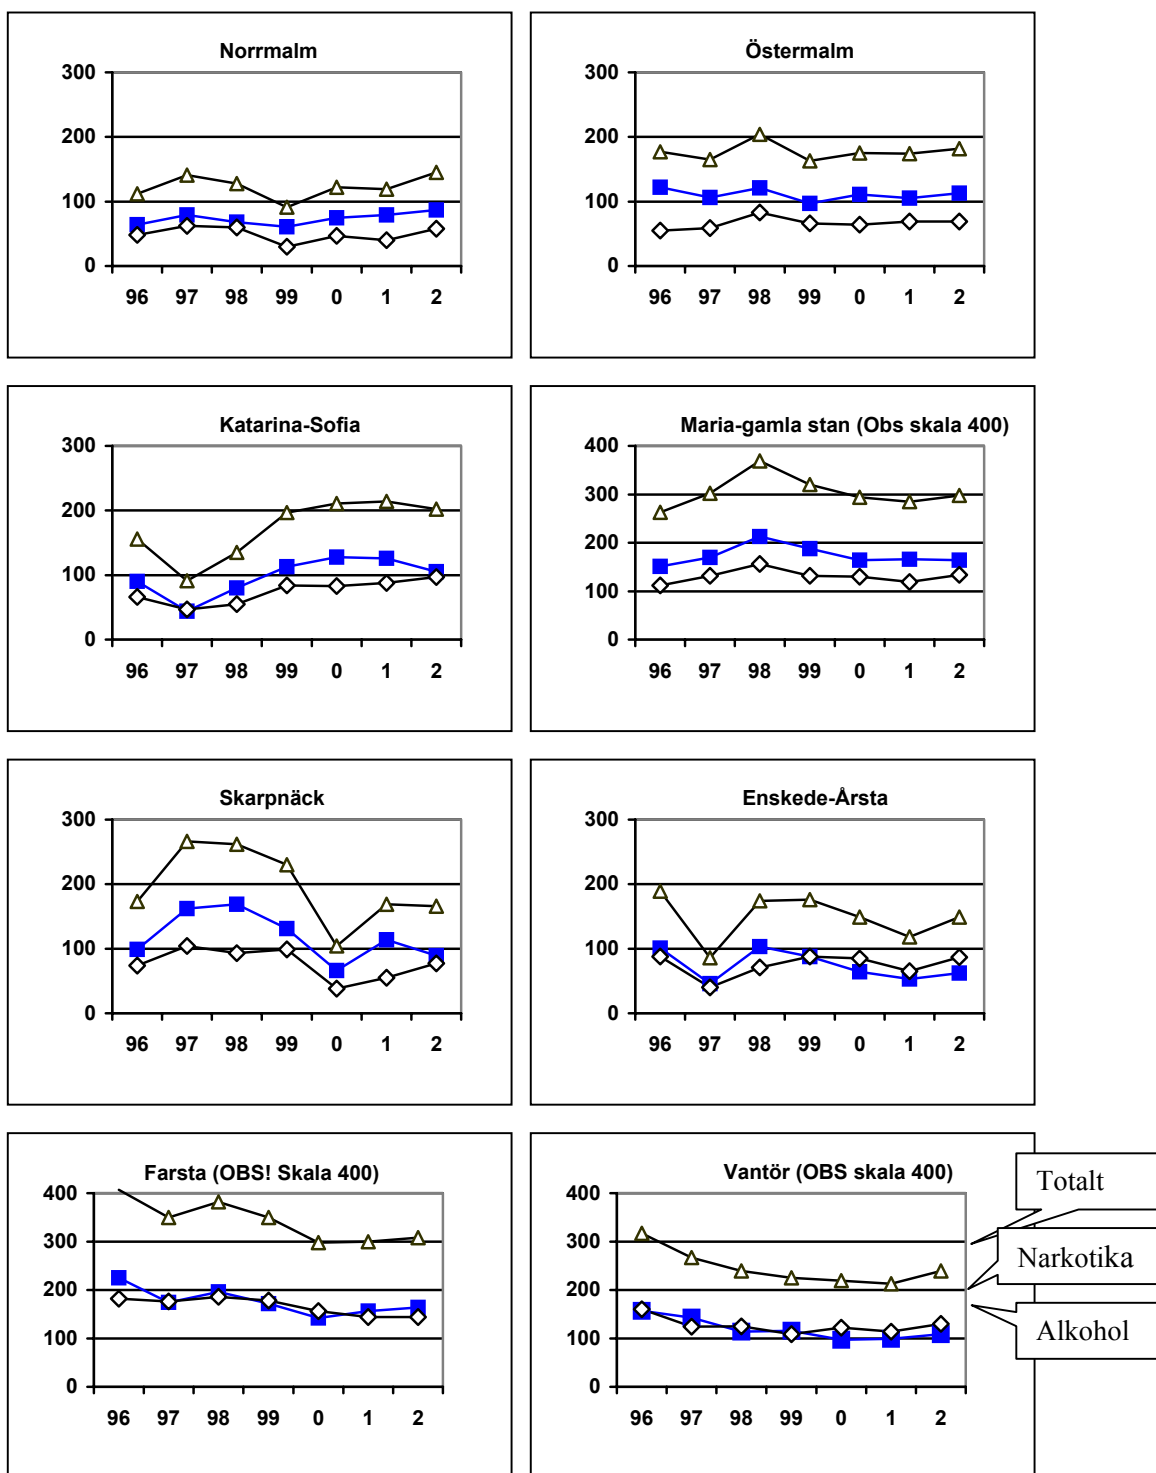 Norrmalm
300
200
100
0
96 97 98 99 0 1 2
Östermalm
300
200
100
0
96 97 98 99 0 1 2
Katarina-Sofia
300
200
100
0
96 97 98 99 0 1 2
Maria-gamla stan (Obs skala 400)
400
300
200
100
0
96 97 98 99 0 1 2
Skarpnäck
300
200
100
0
96 97 98 99 0 1 2
Enskede-Årsta
300
200
100
0
96 97 98 99 0 1 2
Farsta (OBS! Skala 400)
400
300
200
100
0
96 97 98 99 0 1 2
Vantör (OBS skala 400)
400
300
200
100
0
96 97 98 99 0 1 2
Totalt
Narkotika
Alkohol